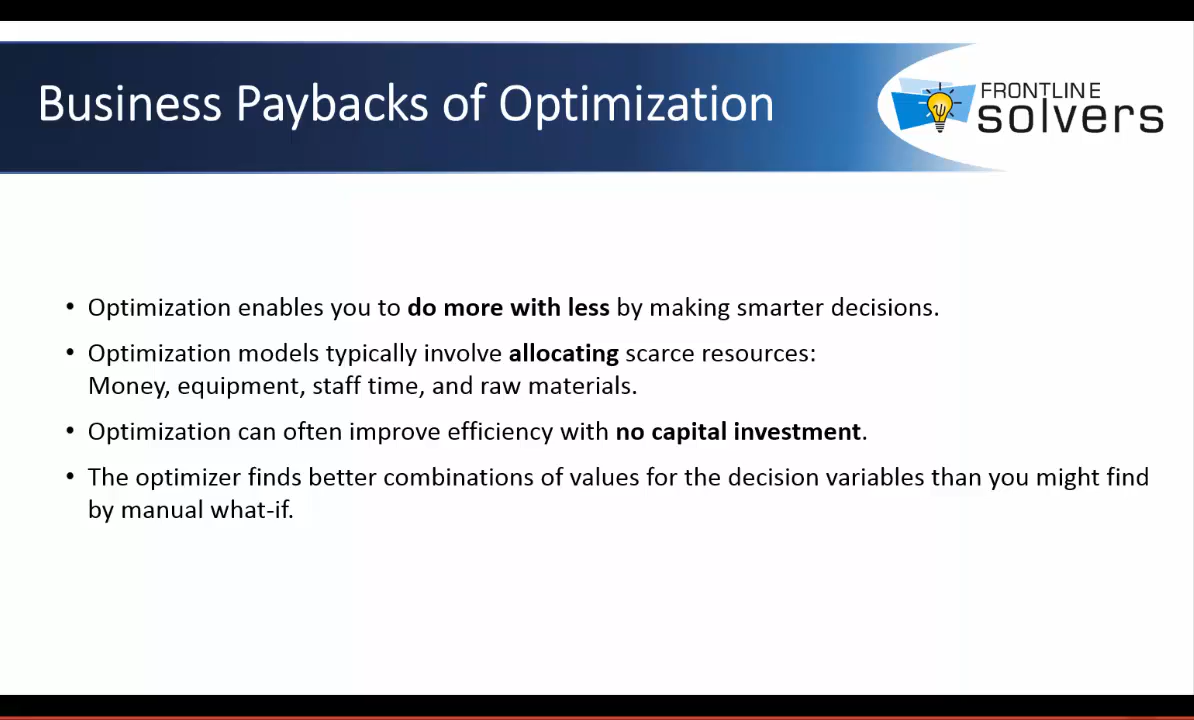 Business Paybacks of Optimization
FRONTLINE
solvers
• Optimization enables you to do more with less by making smarter decisions.
• Optimization models typically involve allocating scarce resources:
Money, equipment, staff time, and raw materials.
• Optimization can often improve efficiency with no capital investment.
• The optimizer finds better combinations of values for the decision variables than you might find
by manual what-if.